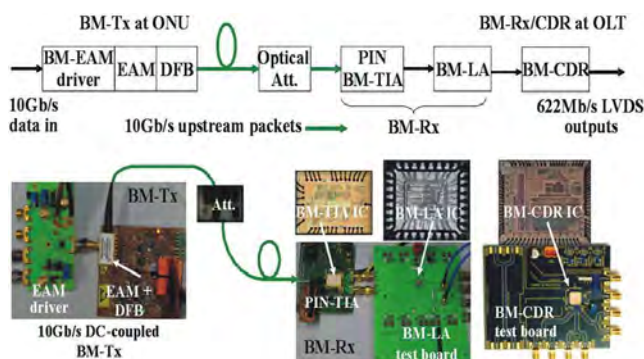 BM-Tx at ONU
BM-Rx/CDR at OLT
BM-EAM driver
EAM
DFB
Optical Att.
PIN BM-TIA
BM-LA
BM-CDR
10Gb/s data in
10Gb/s upstream packets
BM-Rx
622Mb/s LVDS outputs
BM-Tx
Att.
BM-TIA IC
BM-LA IC
BM-CDR IC
EAM driver
EAM + DFB
PIN-TIA
BM-Rx
BM-LA test board
BM-CDR test board
10Gb/s DC-coupled BM-Tx